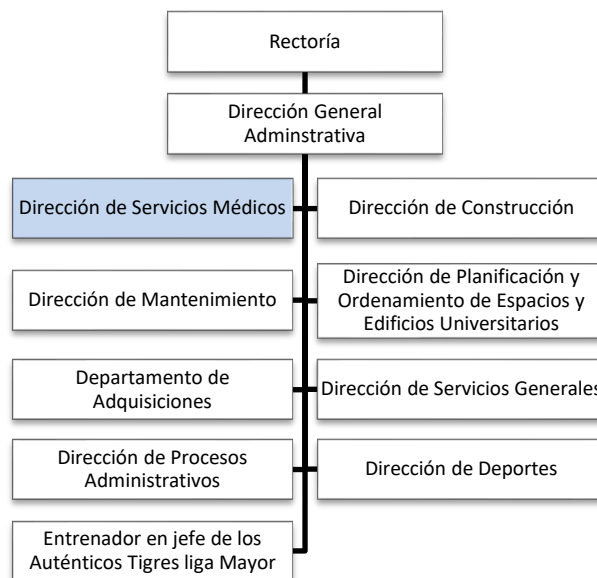 Rectoría
Dirección General
Adminstrativa
Dirección de Servicios Médicos
Dirección de Construcción
Dirección de Mantenimiento
Dirección de Planificación y
Ordenamiento de Espacios y
Edificios Universitarios
Departamento de
Adquisiciones
Dirección de Servicios Generales
Dirección de Procesos
Administrativos
Dirección de Deportes
Entrenador en jefe de los
Auténticos Tigres liga Mayor